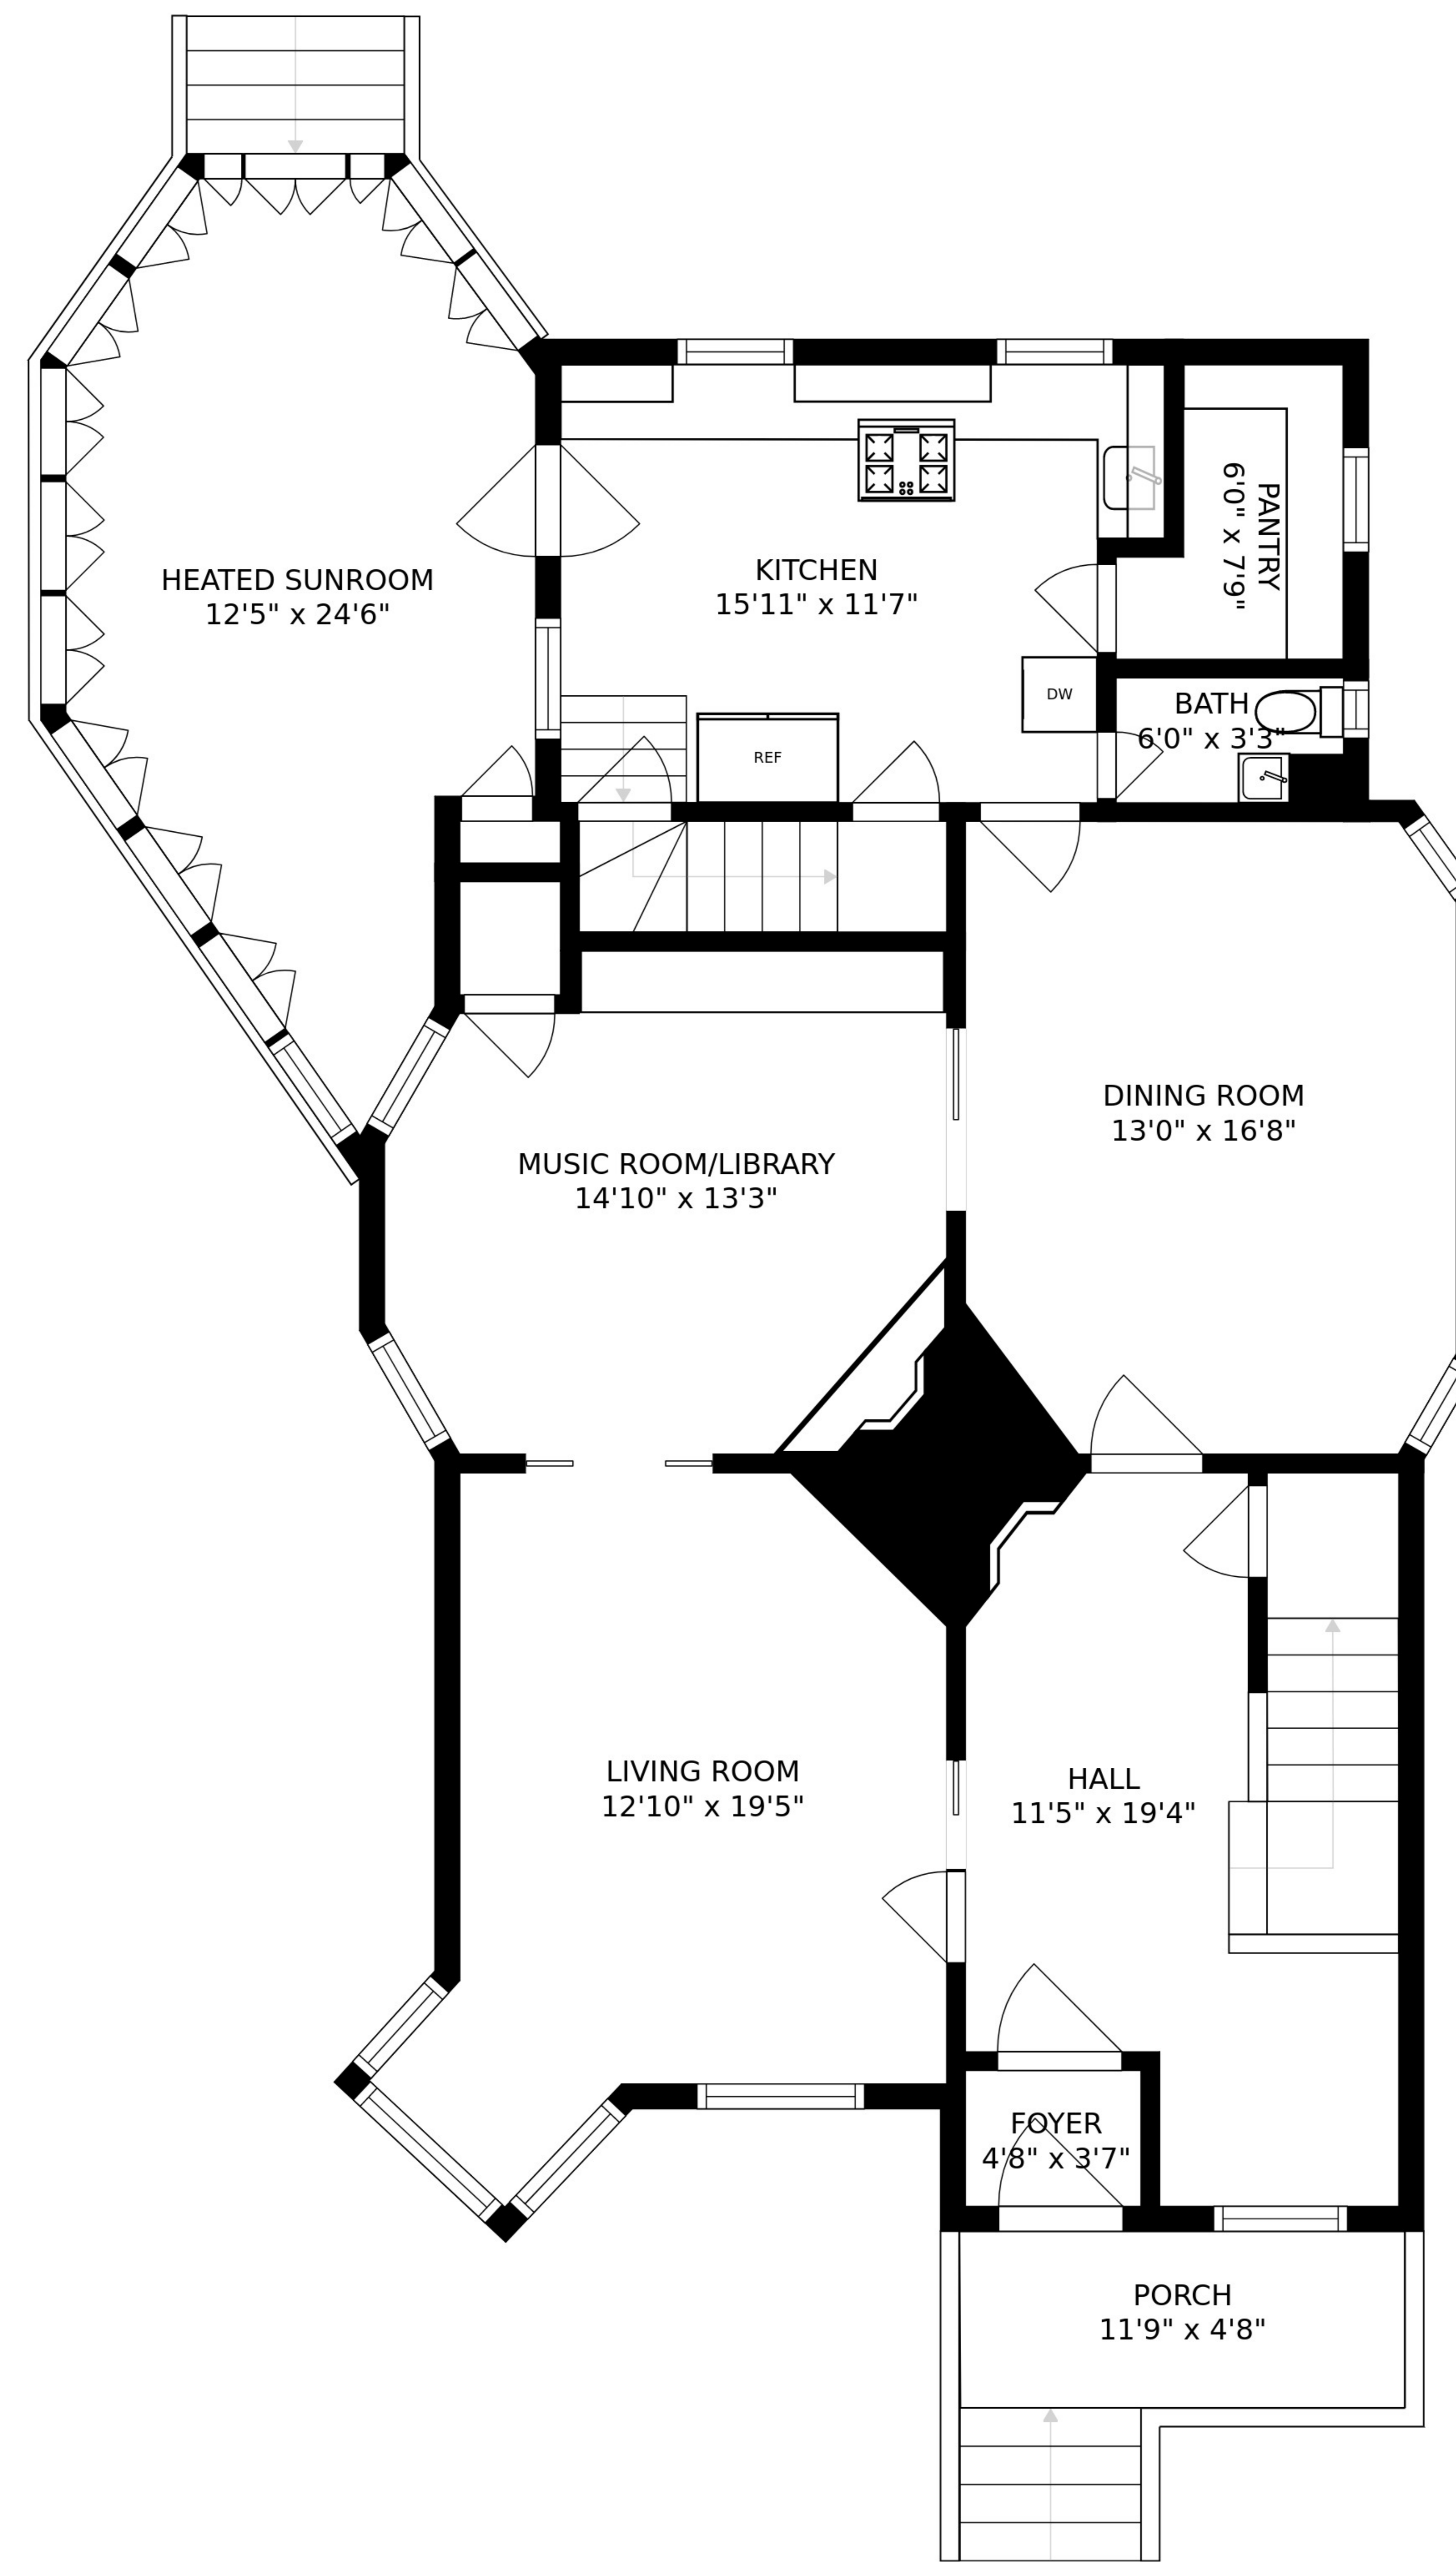 HEATED SUNROOM
12'5" x 24'6"
KITCHEN
15'11" x 11'7"
PANTRY
6'0" x 7'9"
DW
REF
BATH
6'0" x 3'3"
DINING ROOM
13'0" x 16'8"
MUSIC ROOM/LIBRARY
14'10" x 13'3"
LIVING ROOM
12'10" x 19'5"
HALL
11'5" x 19'4"
FOYER
4'8" x 3'7"
PORCH
11'9" x 4'8"